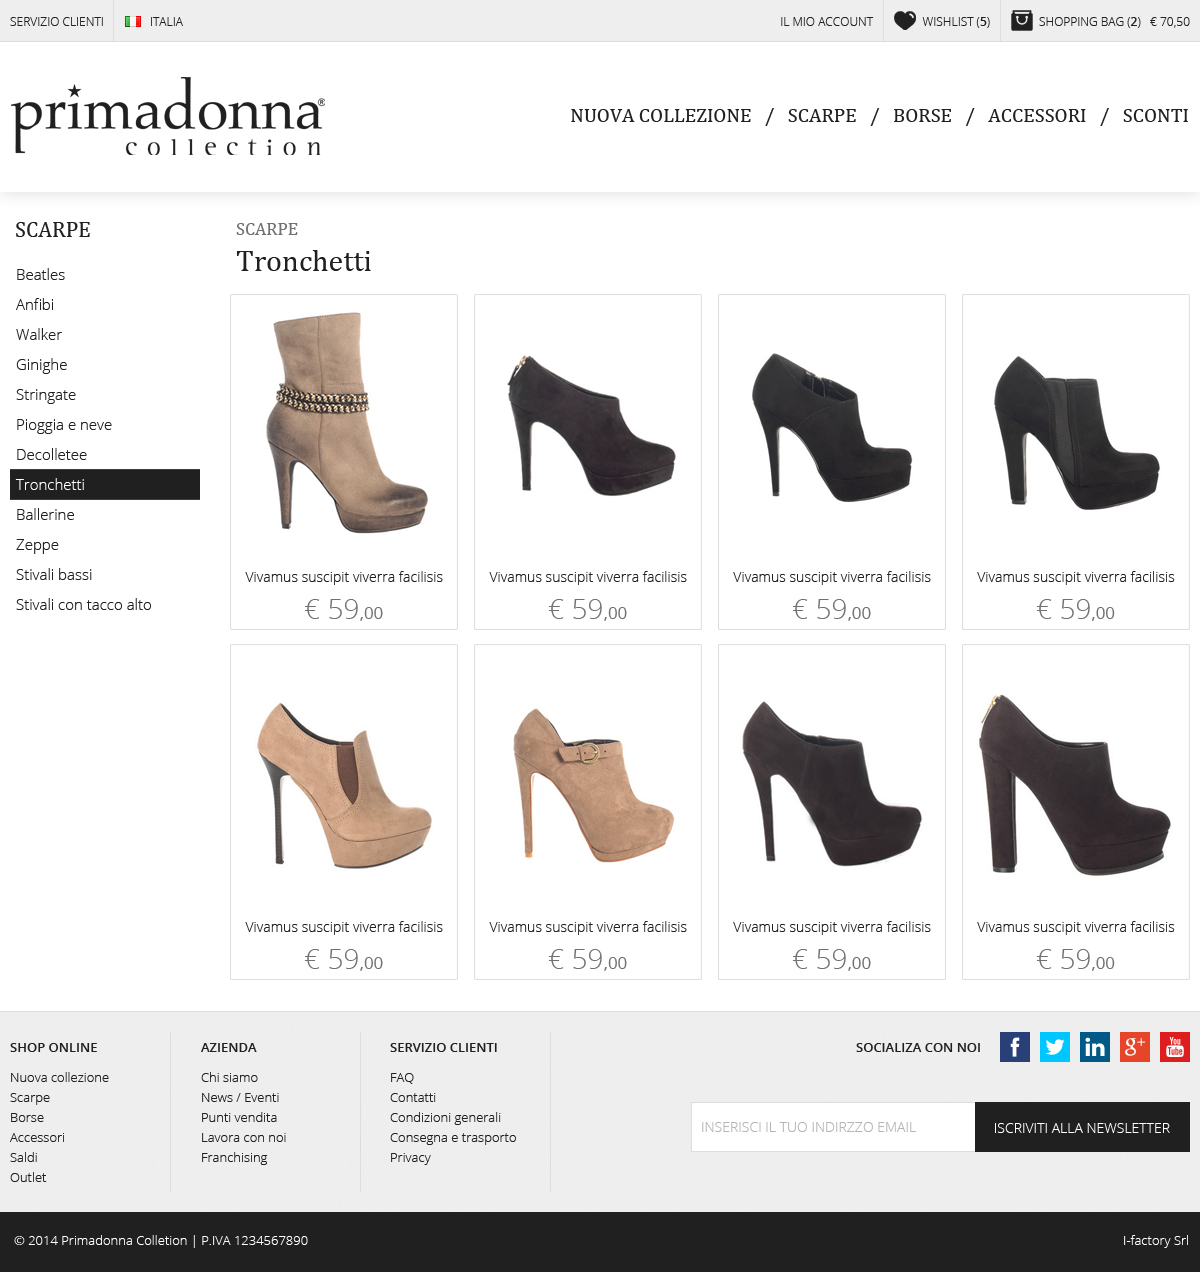 SERVIZIO CLIENTI
ITALIA
IL MIO ACCOUNT
WISHLIST (5)
SHOPPING BAG (2) € 70,50
primadonna®
collection
NUOVA COLLEZIONE / SCARPE / BORSE / ACCESSORI / SCONTI
SCARPE
Beatles
Anfibi
Walker
Ginighe
Stringate
Pioggia e neve
Decolletee
Tronchetti
Ballerine
Zeppe
Stivali bassi
Stivali con tacco alto
SCARPE
Tronchetti
Vivamus suscipit viverra facilisis
€ 59,00
Vivamus suscipit viverra facilisis
€ 59,00
Vivamus suscipit viverra facilisis
€ 59,00
Vivamus suscipit viverra facilisis
€ 59,00
Vivamus suscipit viverra facilisis
€ 59,00
Vivamus suscipit viverra facilisis
€ 59,00
Vivamus suscipit viverra facilisis
€ 59,00
Vivamus suscipit viverra facilisis
€ 59,00
SHOP ONLINE
Nuova collezione
Scarpe
Borse
Accessori
Saldi
Outlet
AZIENDA
Chi siamo
News / Eventi
Punti vendita
Lavora con noi
Franchising
SERVIZIO CLIENTI
FAQ
Contatti
Condizioni generali
Consegna e trasporto
Privacy
SOCIALIZA CON NOI
f
in
g+
You
Tube
INSERISCI IL TUO INDIRZZO EMAIL
ISCRIVITI ALLA NEWSLETTER
© 2014 Primadonna Colletion | P.IVA 1234567890
I-factory Srl